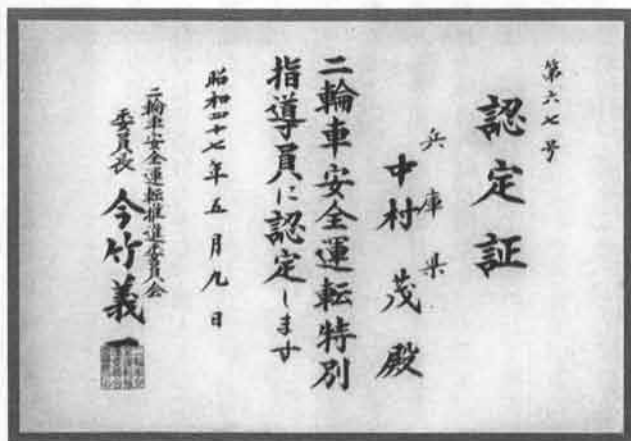 第六七号
認定証
兵庫県
中村茂殿
二輪車安全運転特別
指導員に認定します
昭和四十七年五月九日
二輪車安全運転推進委員会
委員長 今竹義一